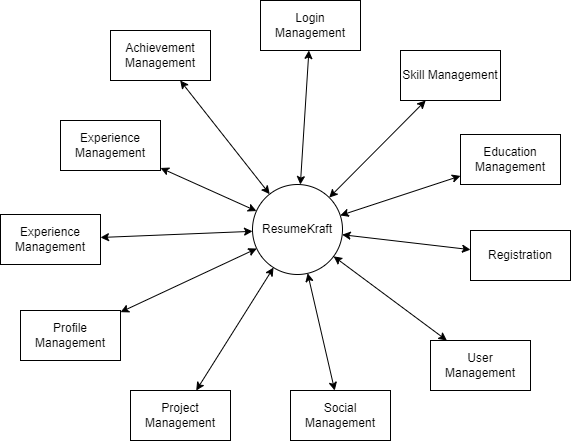 Login
Management
Achievement
Management
Skill Management
Experience
Management
Education
Management
Experience
Management
ResumeKraft
Registration
Profile
Management
User
Management
Project
Management
Social
Management